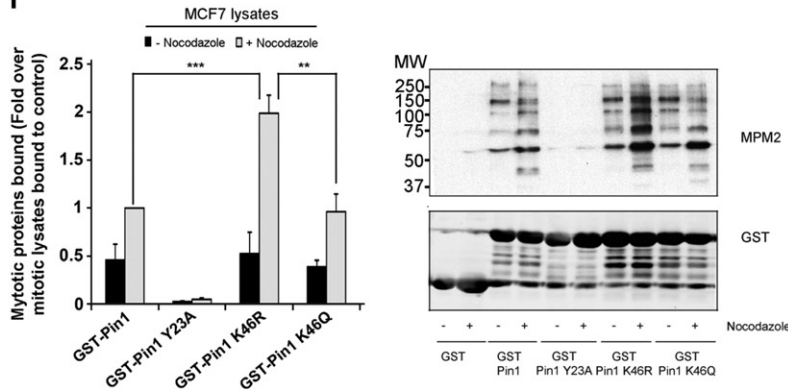 MCF7 lysates
- Nocodazole + Nocodazole
Mytotic proteins bound (Fold over
mitotic lysates bound to control)
2.5
2
1.5
1
0.5
0
***
**
GST-Pin1
GST-Pin1 Y23A
GST-Pin1 K46R
GST-Pin1 K46Q
MW
250
150
100
75
50
37
MPM2
GST
- + - + - + - + - + Nocodazole
GST GST GST GST GST
Pin1 Pin1 Y23A Pin1 K46R Pin1 K46Q